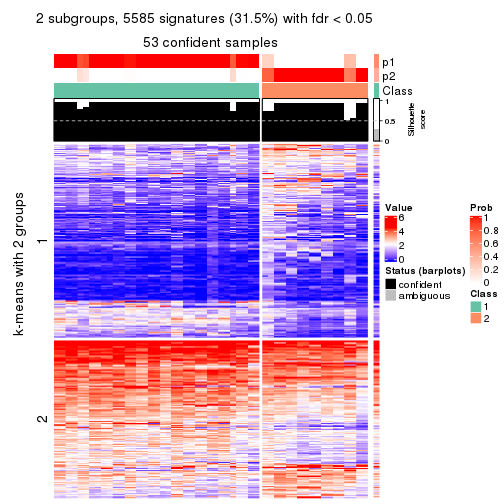 2 subgroups, 5585 signatures (31.5%) with fdr < 0.05
53 confident samples
p1
p2
Class
1
0.5
0
Silhouette
score
k-means with 2 groups
1
2
Value
6
4
2
0
Status (barplots)
confident
ambiguous
Prob
1
0.8
0.6
0.4
0.2
0
Class
1
2